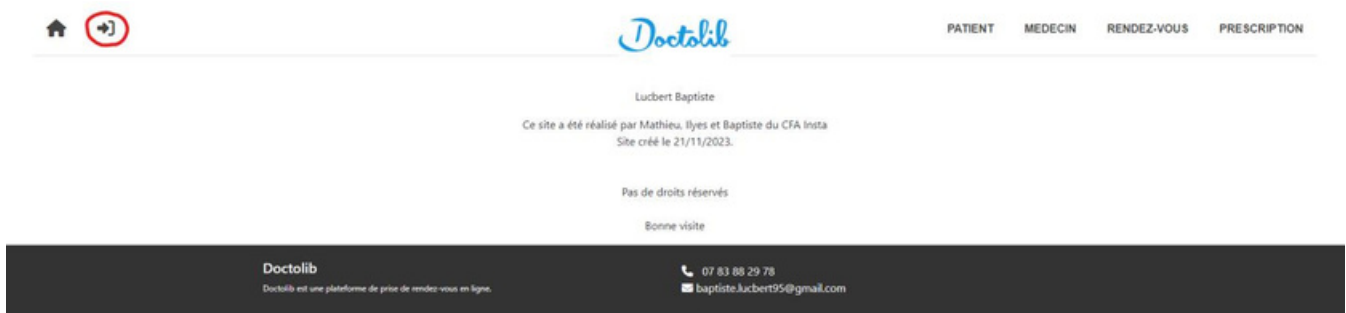 Doctolib
PATIENT MEDECIN RENDEZ-VOUS PRESCRIPTION
Lucbert Baptiste
Ce site a été réalisé par Mathieu, Ilyes et Baptiste du CFA Insta
Site créé le 21/11/2023.
Pas de droits réservés
Bonne visite
Doctolib
Doctolib est une plateforme de prise de rendez-vous en ligne.
07 83 88 29 78
baptiste.lucbert95@gmail.com